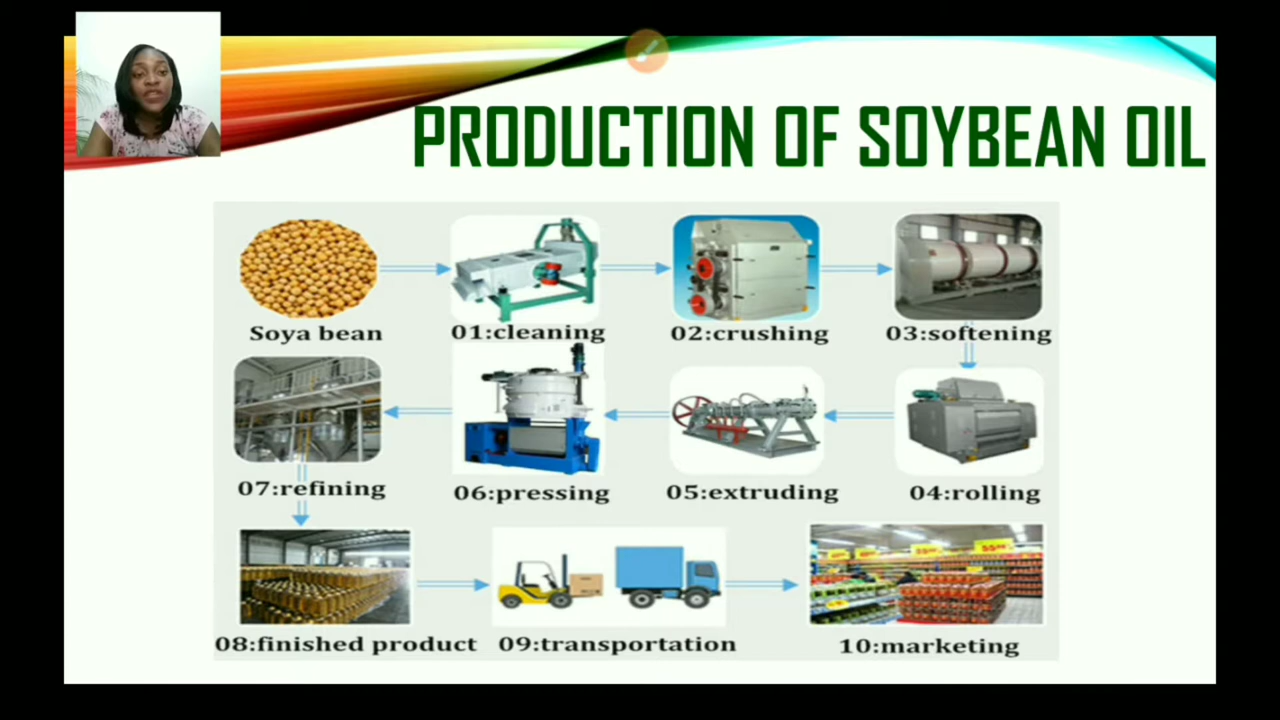 PRODUCTION OF SOYBEAN OIL
Soya bean
01:cleaning
02:crushing
03:softening
07:refining
06:pressing
05:extruding
04:rolling
08:finished product
09:transportation
10:marketing